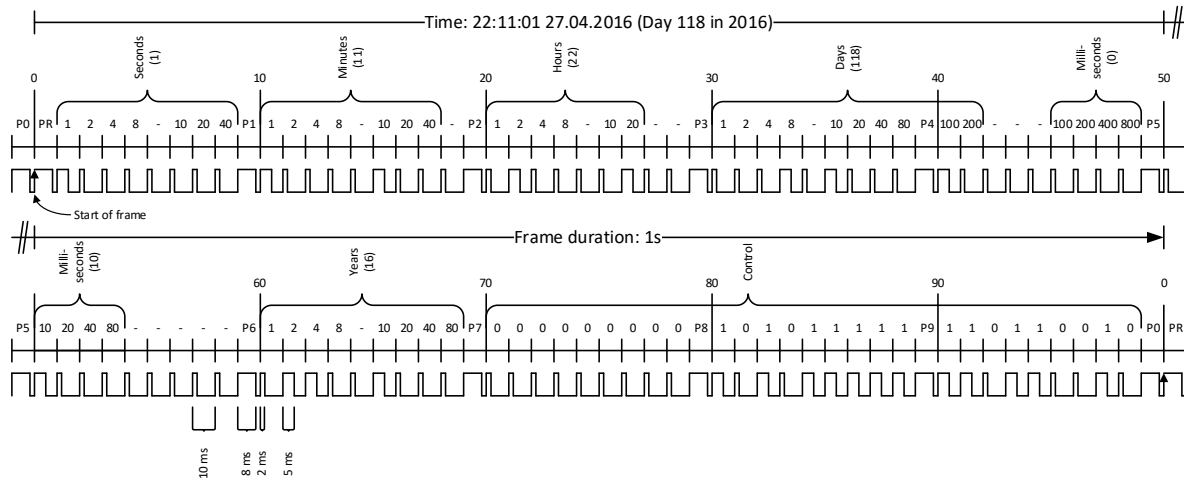 Time: 22:11:01 27.04.2016 (Day 118 in 2016)
Seconds
(1)
Minutes
(11)
Hours
(22)
Days
(118)
Milli-
seconds
(0)
0 10 20 30 40 50
P0 PR 1 2 4 8 - 10 20 40 P1 1 2 4 8 - 10 20 40 - P2 1 2 4 8 - 10 20 - - P3 1 2 4 8 - 10 20 40 80 P4 100 200 - - - 100 200 400 800 P5
Start of frame
Frame duration: 1s
Milli-
seconds
(10)
Years
(16)
Control
60 70 80 90 0
P5 10 20 40 80 - - - - - P6 1 2 4 8 - 10 20 40 80 P7 0 0 0 0 0 0 0 0 0 P8 1 0 1 0 1 1 1 1 1 P9 1 1 0 1 1 0 0 1 0 P0 PR
10 ms
8 ms
2 ms
5 ms